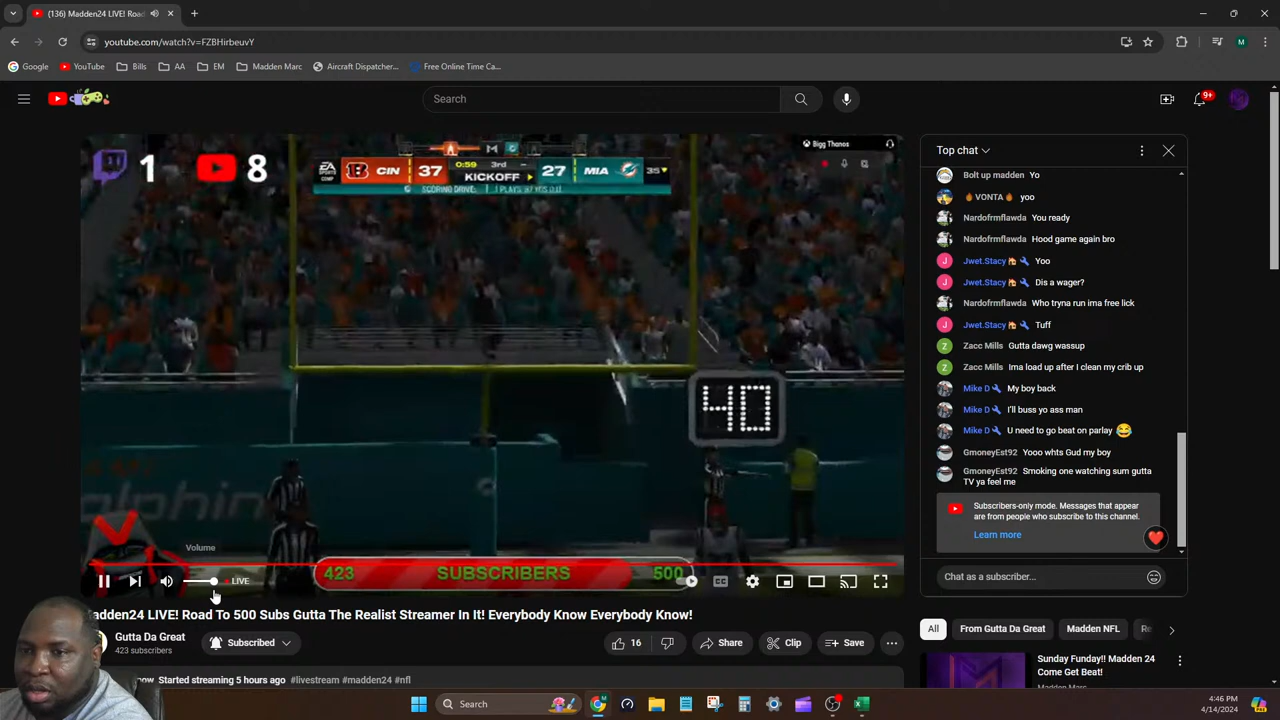 (136) Madden24 LIVE! Road
youtube.com/watch?v=FZBHirbeuvY
M
Google
YouTube
Bills
AA
EM
Madden Marc
Aircraft Dispatcher...
Free Online Time Ca...
Search
9+
1
8
Bigg Thanos
EA SPORTS COMP
CIN 37
0:59 3rd
KICKOFF
27 MIA
35
40
Volume
LIVE
423 SUBSCRIBERS 500
Madden24 LIVE! Road To 500 Subs Gutta The Realist Streamer In It! Everybody Know Everybody Know!
Gutta Da Great
423 subscribers
Subscribed
16
Share
Clip
Save
Started streaming 5 hours ago #livestream #madden24 #nfl
Top chat
Bolt up madden Yo
VONTA yoo
Nardofrmflawda You ready
Nardofrmflawda Hood game again bro
J Jwet.Stacy Yoo
J Jwet.Stacy Dis a wager?
Nardofrmflawda Who tryna run ima free lick
J Jwet.Stacy Tuff
Z Zacc Mills Gutta dawg wassup
Z Zacc Mills Ima load up after I clean my crib up
Mike D My boy back
Mike D I'll buss yo ass man
Mike D U need to go beat on parlay
GmoneyEst92 Yooo whts Gud my boy
GmoneyEst92 Smoking one watching sum gutta
TV ya feel me
Subscribers-only mode. Messages that appear
are from people who subscribe to this channel.
Learn more
Chat as a subscriber...
All
From Gutta Da Great
Madden NFL
Sunday Funday!! Madden 24
Come Get Beat!
Madden Marc
Search
4:46 PM
4/14/2024